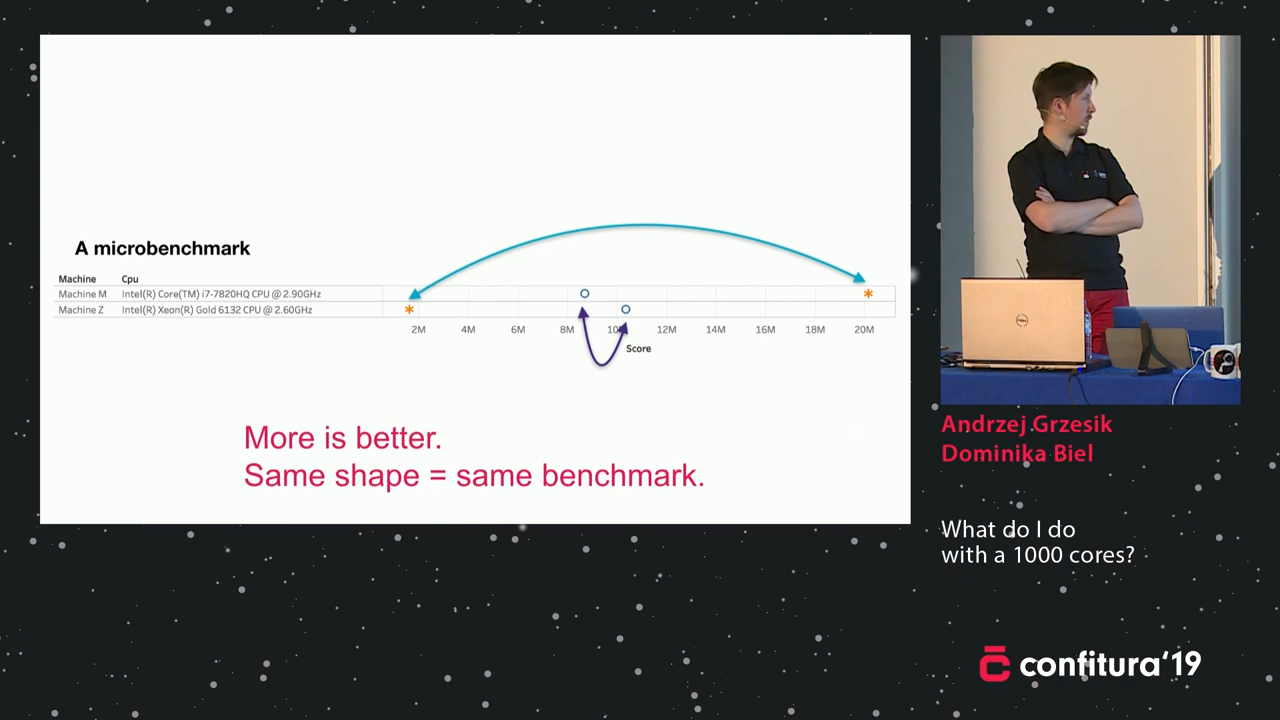 A microbenchmark
Machine Cpu
Machine M Intel(R) Core(TM) i7-7820HQ CPU @ 2.90GHz
Machine Z Intel(R) Xeon(R) Gold 6132 CPU @ 2.60GHz
2M 4M 6M 8M 10M 12M 14M 16M 18M 20M
Score
More is better.
Same shape = same benchmark.
DELL
Andrzej Grzesik
Dominika Biel
What do I do
with a 1000 cores?
confitura'19